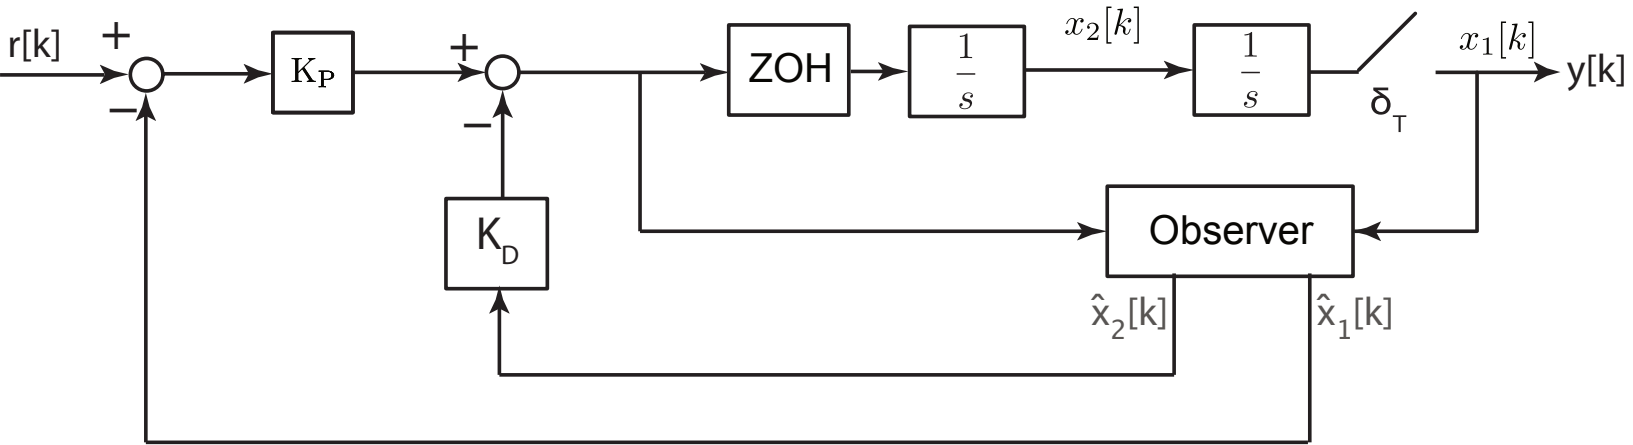 r[k]
+
−
K_P
+
−
ZOH
1
s
x_2[k]
1
s
δ_T
x_1[k]
y[k]
K_D
Observer
x̂_2[k]
x̂_1[k]